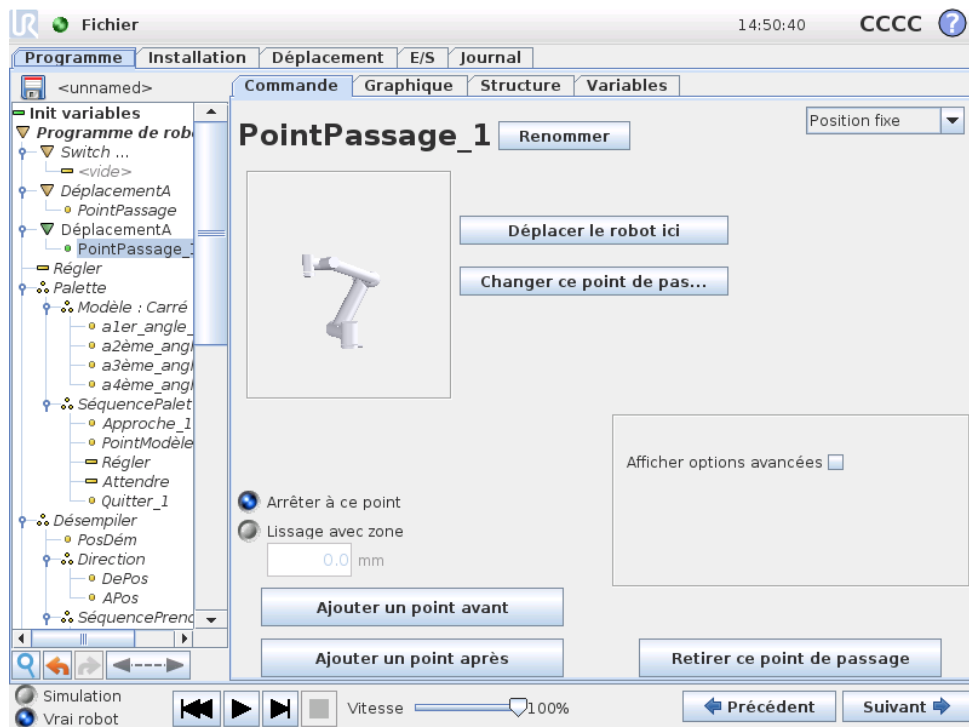 UR Fichier 14:50:40 CCCC ?
Programme Installation Déplacement E/S Journal
<unnamed> Commande Graphique Structure Variables
Init variables
Programme de rob
Switch ...
<vide>
DéplacementA
PointPassage
DéplacementA
PointPassage_1
Régler
Palette
Modèle : Carré
a1er_angle_
a2ème_angl
a3ème_angl
a4ème_angl
SéquencePalet
Approche_1
PointModèle
Régler
Attendre
Quitter_1
Désempiler
PosDém
Direction
DePos
APos
SéquencePrend
PointPassage_1 Renommer
Position fixe
Déplacer le robot ici
Changer ce point de pas...
Afficher options avancées
Arrêter à ce point
Lissage avec zone
0.0 mm
Ajouter un point avant
Ajouter un point après
Retirer ce point de passage
Simulation
Vrai robot
Vitesse 100%
Précédent Suivant